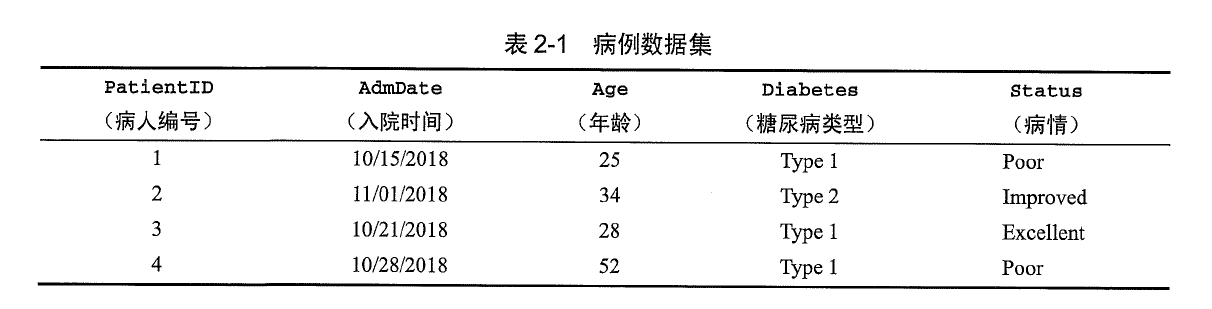 表2-1 病例数据集
PatientID AdmDate Age Diabetes Status
（病人编号） （入院时间） （年龄） （糖尿病类型） （病情）
1 10/15/2018 25 Type 1 Poor
2 11/01/2018 34 Type 2 Improved
3 10/21/2018 28 Type 1 Excellent
4 10/28/2018 52 Type 1 Poor